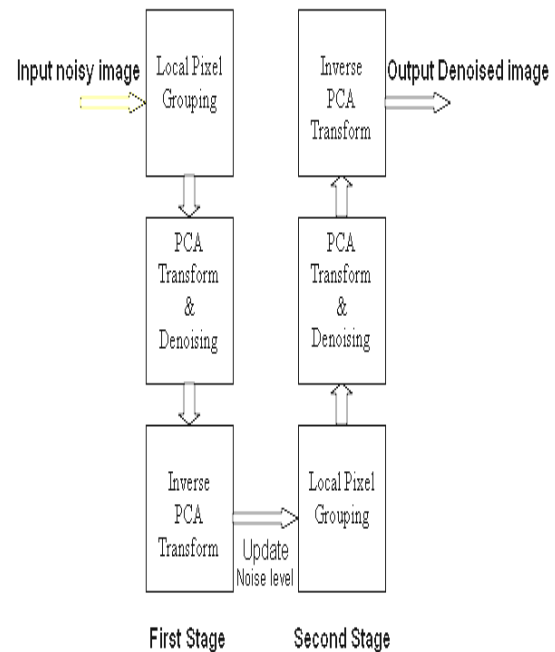 Input noisy image
Local Pixel
Grouping
PCA
Transform
&
Denoising
Inverse
PCA
Transform
Update
Noise level
First Stage
Local Pixel
Grouping
PCA
Transform
&
Denoising
Inverse
PCA
Transform
Output Denoised image
Second Stage